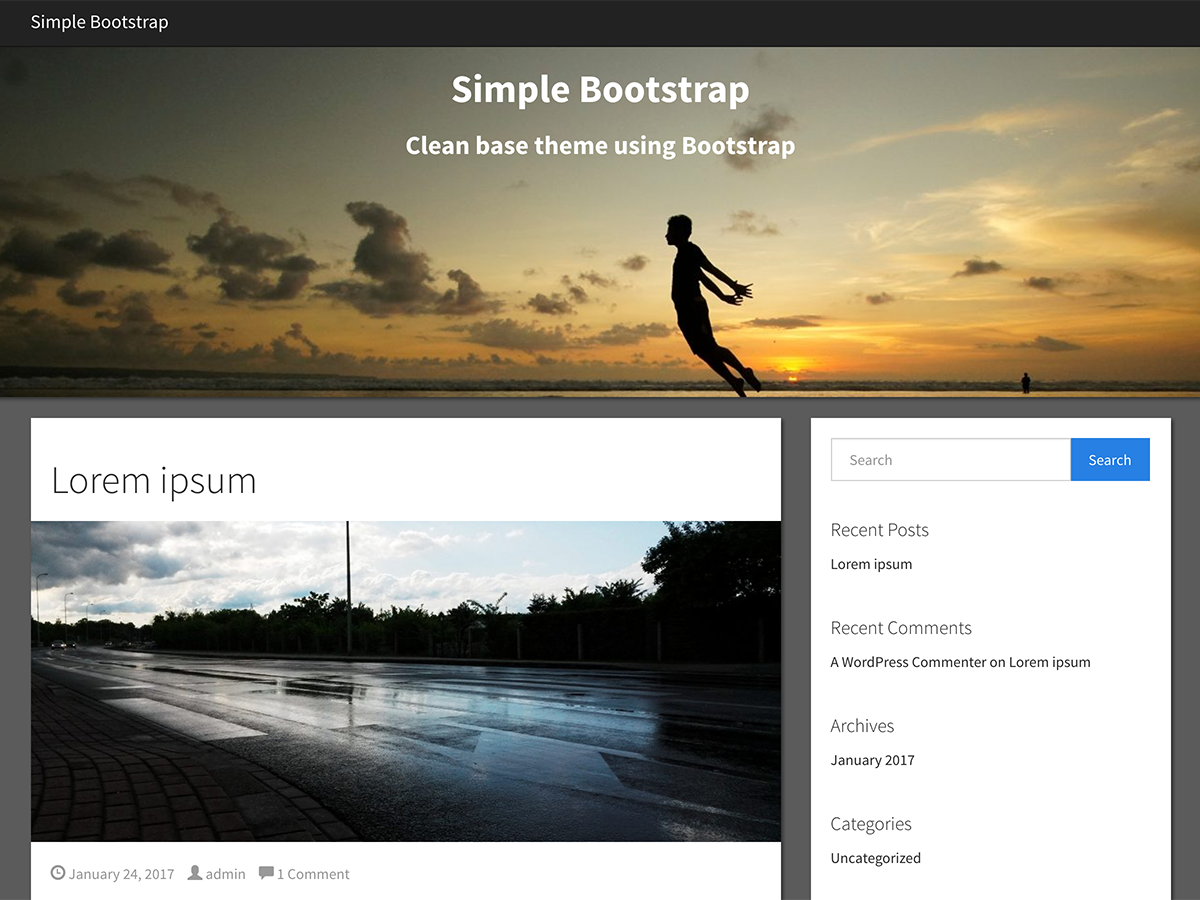 Simple Bootstrap
Simple Bootstrap
Clean base theme using Bootstrap
Lorem ipsum
January 24, 2017 admin 1 Comment
Search Search
Recent Posts
Lorem ipsum
Recent Comments
A WordPress Commenter on Lorem ipsum
Archives
January 2017
Categories
Uncategorized